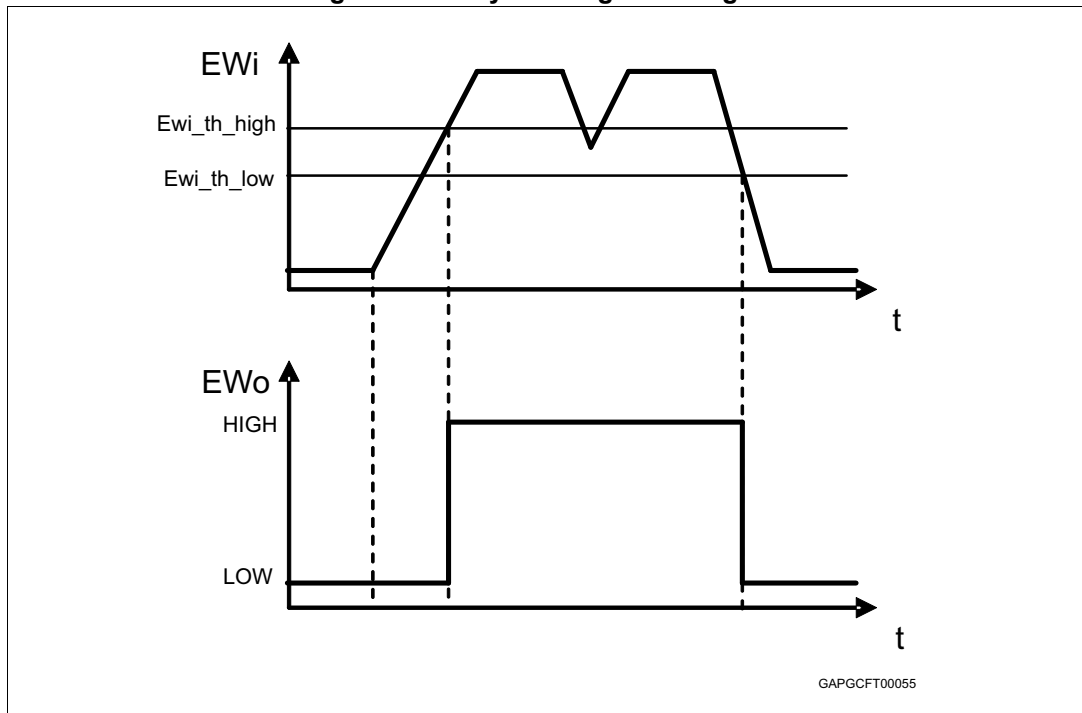 EWi
Ewi_th_high
Ewi_th_low
t
EWo
HIGH
LOW
t
GAPGCFT00055